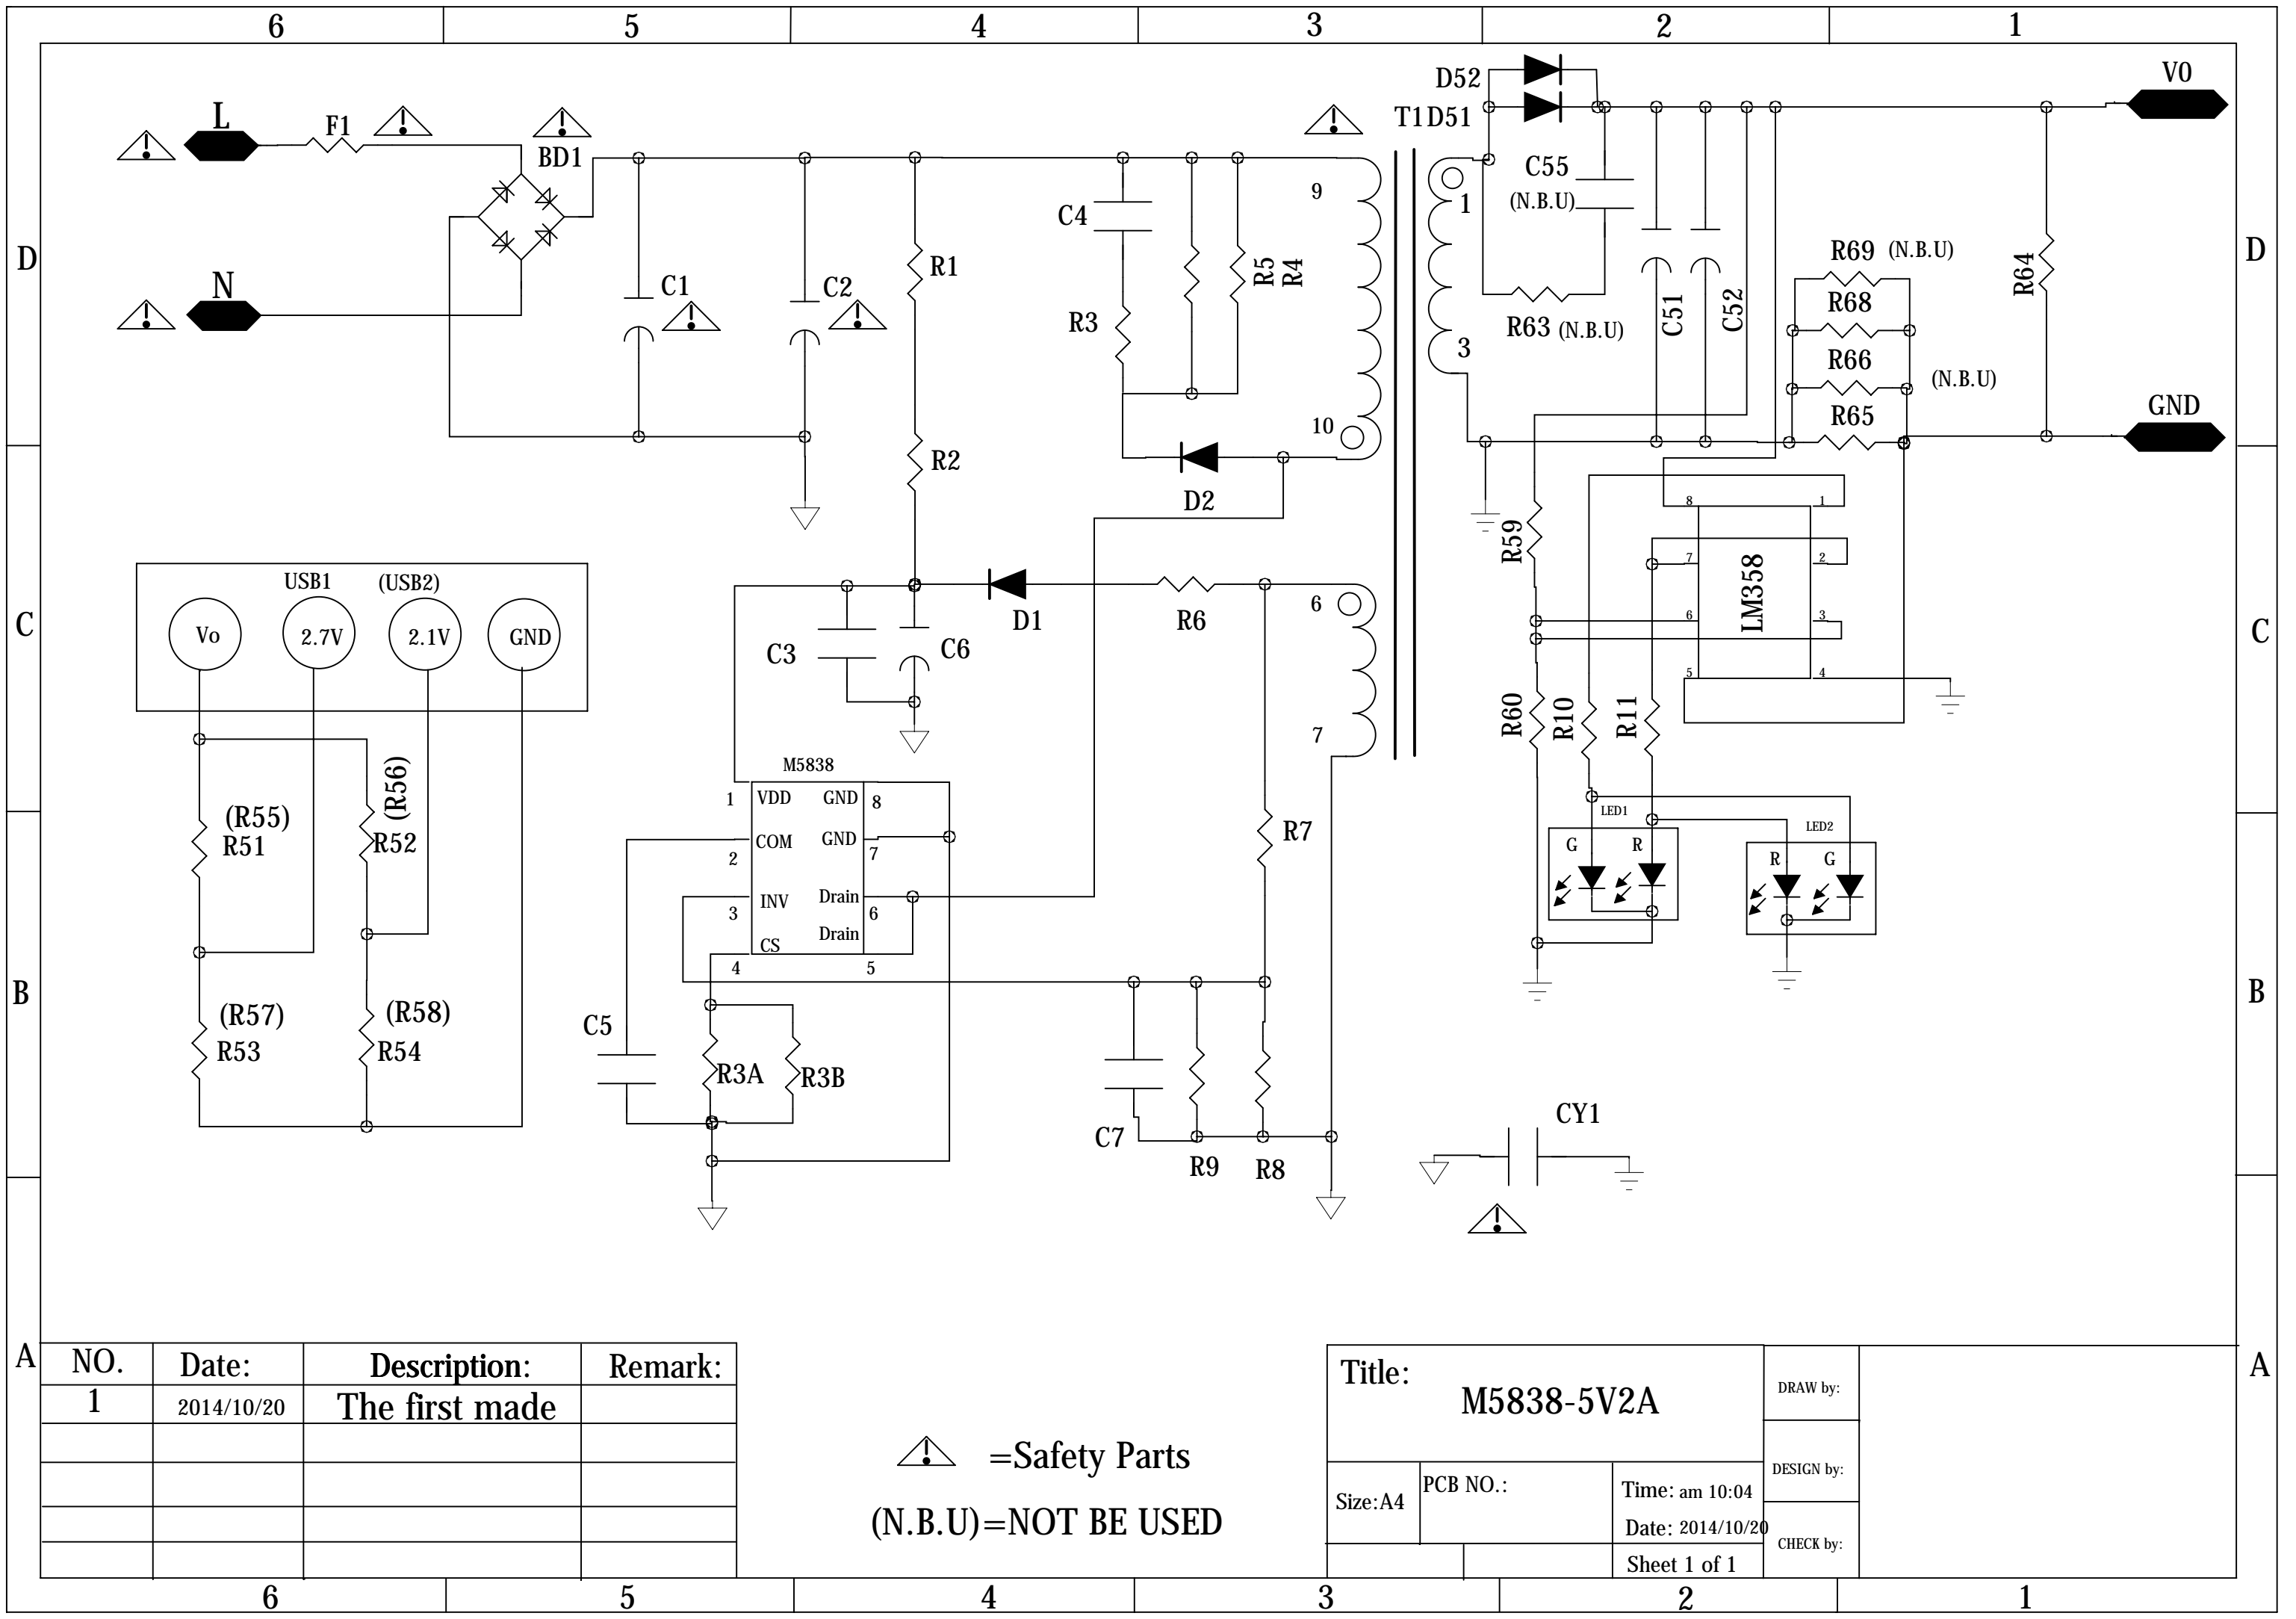 6 5 4 3 2 1
D52
V0
L
F1
T1 D51
BD1
C55
9
(N.B.U)
1
C4
N
D
D
R69 (N.B.U)
R1
R5
R4
R64
C1
C2
R68
R3
C51
C52
R63 (N.B.U)
3
R66
(N.B.U)
GND
R65
10
R2
D2
8 1
R59
7 2
LM358
USB1 (USB2)
C
C
Vo 2.7V 2.1V GND
D1
R6
6
6 3
C3
C6
5 4
R60
R10
R11
7
M5838
(R56)
1 VDD GND 8
LED1
(R55)
LED2
R51
R52
COM GND
2 7
R7
G R
R G
INV Drain
3 6
Drain
CS
4 5
B
B
(R57)
(R58)
C5
R53
R54
R3A
R3B
CY1
C7
R9
R8
A
A
NO. Date: Description: Remark:
1 2014/10/20 The first made
=Safety Parts
(N.B.U)=NOT BE USED
Title:
M5838-5V2A
DRAW by:
DESIGN by:
Size:A4
PCB NO.:
Time: am 10:04
Date: 2014/10/20
CHECK by:
Sheet 1 of 1
6 5 4 3 2 1